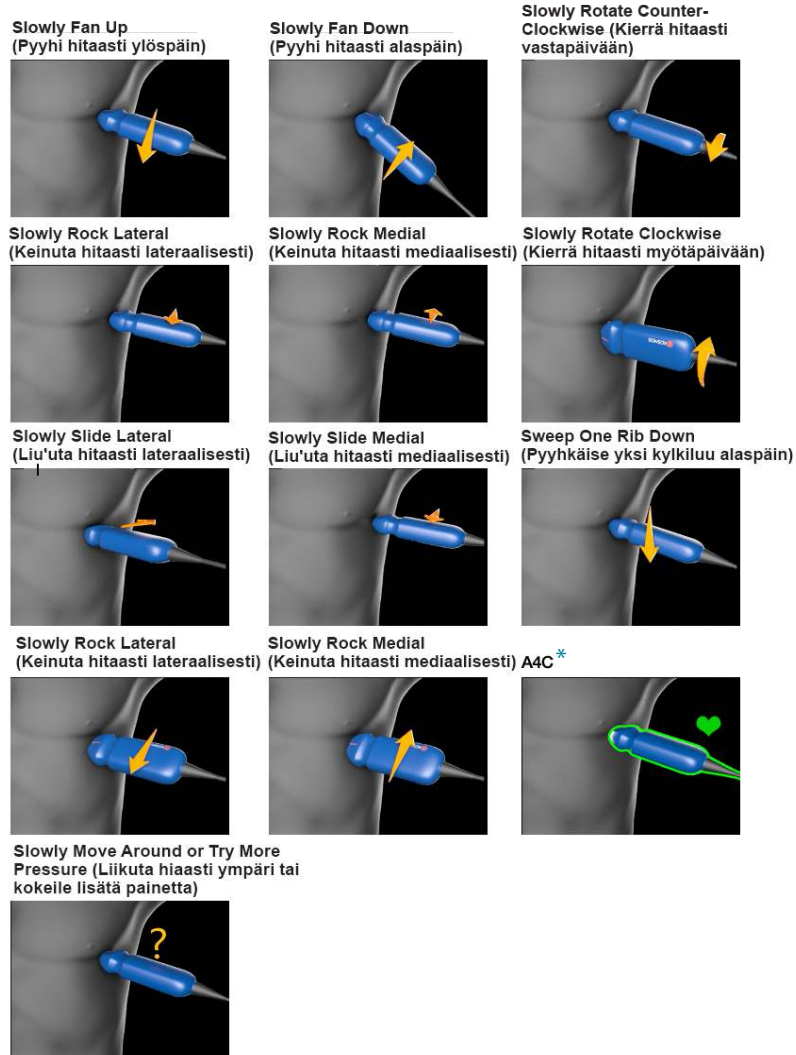 Slowly Fan Up
(Pyyhi hitaasti ylöspäin)
Slowly Fan Down
(Pyyhi hitaasti alaspäin)
Slowly Rotate Counter-
Clockwise (Kierrä hitaasti
vastapäivään)
Slowly Rock Lateral
(Keinuta hitaasti lateraalisesti)
Slowly Rock Medial
(Keinuta hitaasti mediaalisesti)
Slowly Rotate Clockwise
(Kierrä hitaasti myötäpäivään)
Slowly Slide Lateral
(Liu'uta hitaasti lateraalisesti)
Slowly Slide Medial
(Liu'uta hitaasti mediaalisesti)
Sweep One Rib Down
(Pyyhkäise yksi kylkiluu alaspäin)
Slowly Rock Lateral
(Keinuta hitaasti lateraalisesti)
Slowly Rock Medial
(Keinuta hitaasti mediaalisesti)
A4C*
Slowly Move Around or Try More
Pressure (Liikuta hiaasti ympäri tai
kokeile lisätä painetta)
?